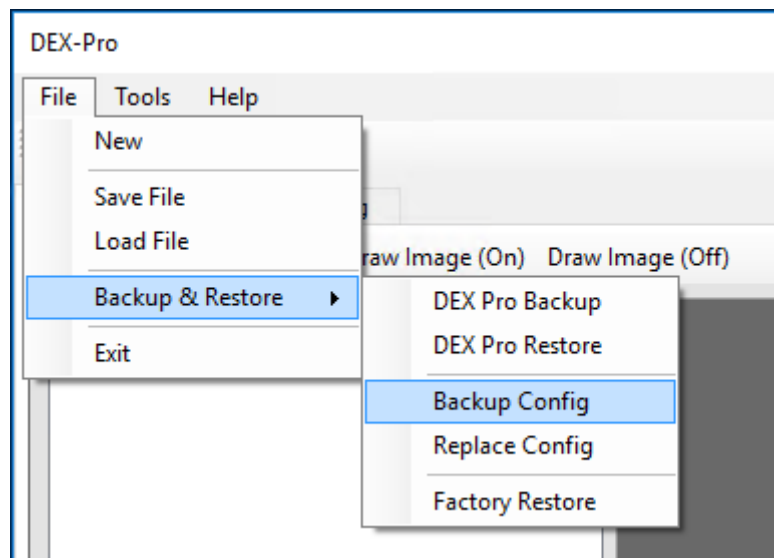 DEX-Pro
File Tools Help
New
Save File
Load File
raw Image (On) Draw Image (Off)
Backup & Restore
DEX Pro Backup
Exit
DEX Pro Restore
Backup Config
Replace Config
Factory Restore